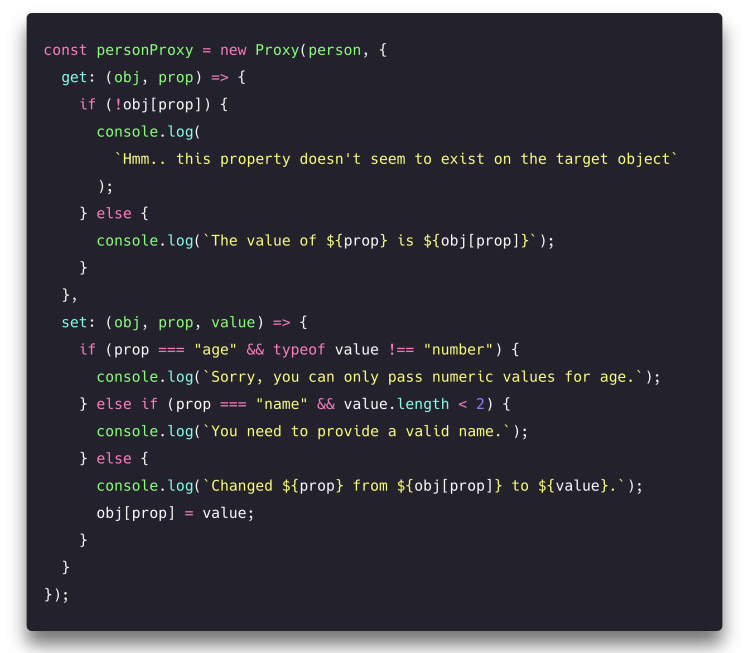 const personProxy = new Proxy(person, {
  get: (obj, prop) => {
    if (!obj[prop]) {
      console.log(
        `Hmm.. this property doesn't seem to exist on the target object`
      );
    } else {
      console.log(`The value of ${prop} is ${obj[prop]}`);
    }
  },
  set: (obj, prop, value) => {
    if (prop === "age" && typeof value !== "number") {
      console.log(`Sorry, you can only pass numeric values for age.`);
    } else if (prop === "name" && value.length < 2) {
      console.log(`You need to provide a valid name.`);
    } else {
      console.log(`Changed ${prop} from ${obj[prop]} to ${value}.`);
      obj[prop] = value;
    }
  }
});